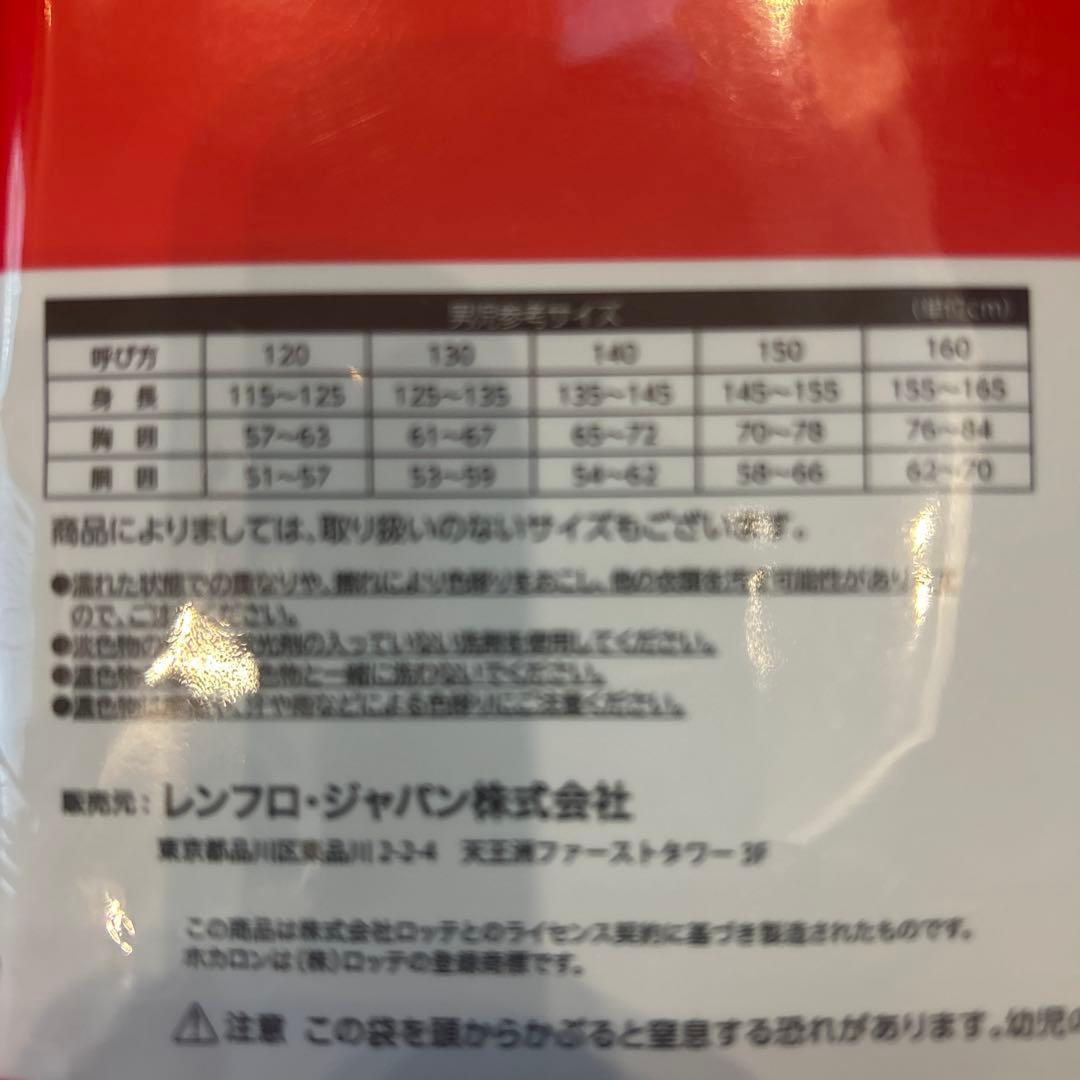 男児参考サイズ (単位cm)
呼び方 120 130 140 150 160
身長 115～125 125～135 135～145 145～155 155～165
胸囲 57～63 61～67 65～72 70～78 76～84
胴囲 51～57 53～59 54～62 58～66 62～70
商品によりましては、取り扱いのないサイズもございます。
●濡れた状態での重なりや、擦れにより色移りをおこし、他の衣類を汚す可能性があり
ので、ご ください。
●淡色物の 光剤の入っていない洗剤を使用してください。
●濃色物 色物と一緒に洗わないでください。
●濃色物は 汗や雨などによる色移りにご注意ください。
販売元：レンフロ・ジャパン株式会社
東京都品川区東品川2-2-4 天王洲ファーストタワー3F
この商品は株式会社ロッテとのライセンス契約に基づき製造されたものです。
ホカロンは(株)ロッテの登録商標です。
⚠注意 この袋を頭からかぶると窒息する恐れがあります。幼児の